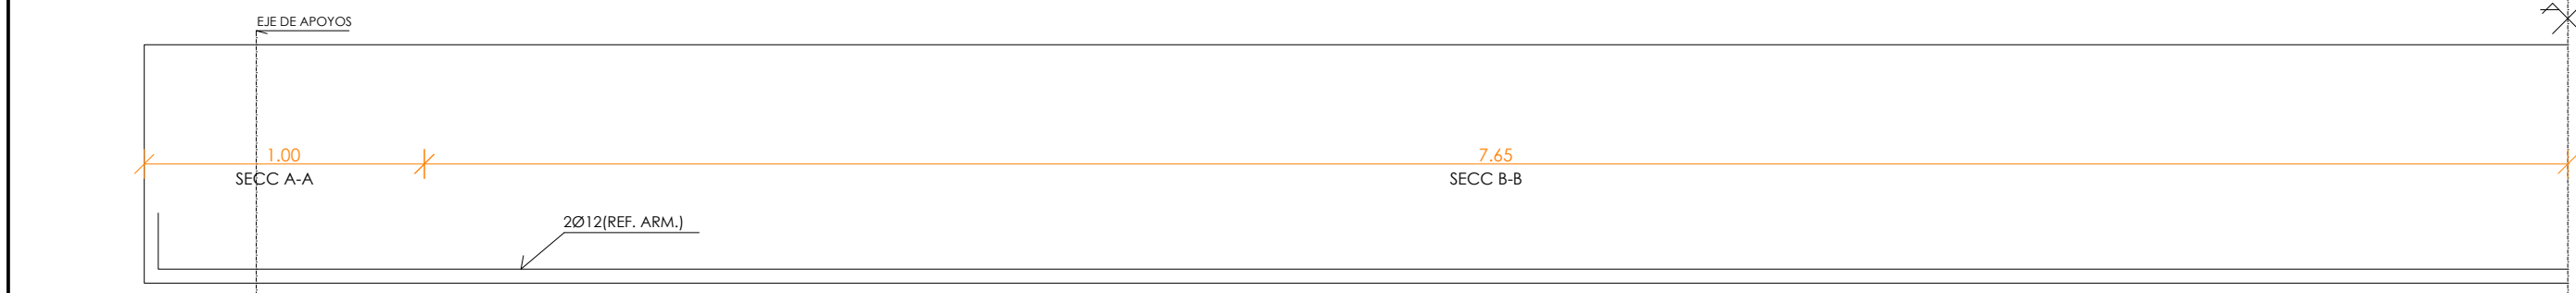 EJE DE APOYOS
1.00
7.65
SECC A-A
SECC B-B
2Ø12(REF. ARM.)